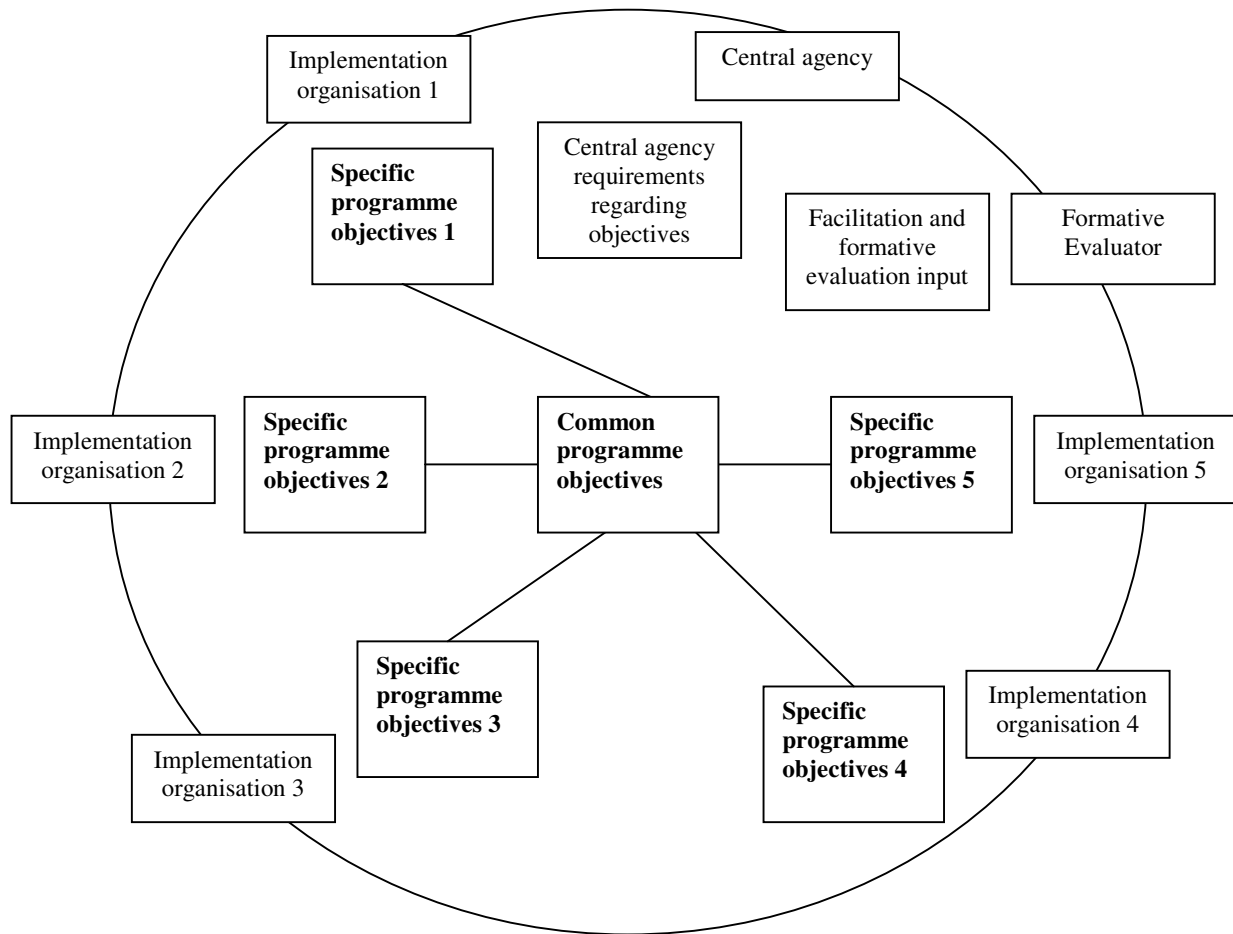 Implementation
organisation 1
Central agency
Central agency
requirements
regarding
objectives
Specific
programme
objectives 1
Facilitation and
formative
evaluation input
Formative
Evaluator
Implementation
organisation 2
Specific
programme
objectives 2
Common
programme
objectives
Specific
programme
objectives 5
Implementation
organisation 5
Specific
programme
objectives 3
Specific
programme
objectives 4
Implementation
organisation 4
Implementation
organisation 3